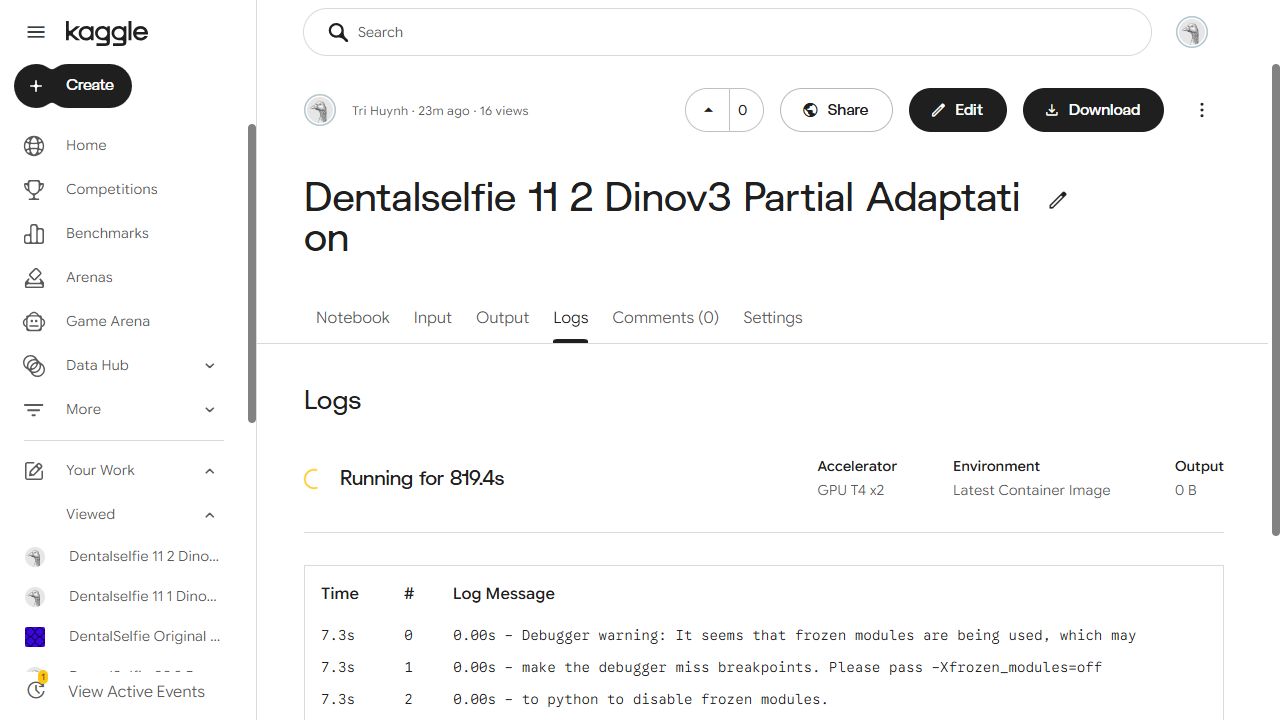 kaggle
Search
Create
Home
Competitions
Benchmarks
Arenas
Game Arena
Data Hub
More
Your Work
Viewed
Dentalselfie 11 2 Dino...
Dentalselfie 11 1 Dino...
DentalSelfie Original ...
1
View Active Events
Tri Huynh · 23m ago · 16 views
0
Share
Edit
Download
Dentalselfie 11 2 Dinov3 Partial Adaptati
on
Notebook Input Output Logs Comments (0) Settings
Logs
Running for 819.4s
Accelerator
GPU T4 x2
Environment
Latest Container Image
Output
0 B
Time # Log Message
7.3s 0 0.00s - Debugger warning: It seems that frozen modules are being used, which may
7.3s 1 0.00s - make the debugger miss breakpoints. Please pass -Xfrozen_modules=off
7.3s 2 0.00s - to python to disable frozen modules.